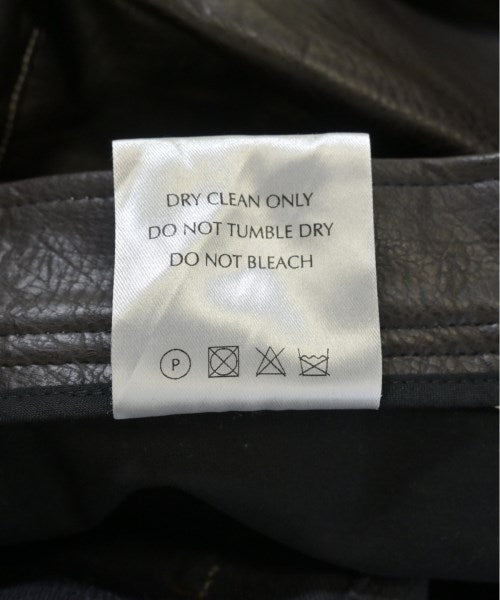 DRY CLEAN ONLY
DO NOT TUMBLE DRY
DO NOT BLEACH
P